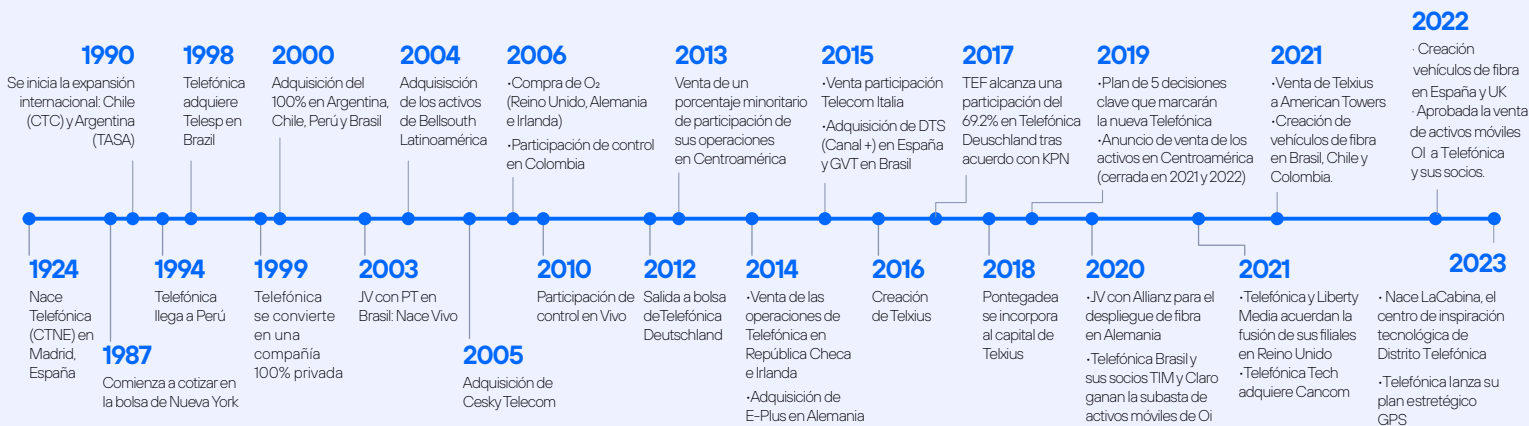 1990
Se inicia la expansión
internacional: Chile
(CTC) y Argentina
(TASA)
1998
Telefónica
adquiere
Telesp en
Brazil
2000
Adquisición del
100% en Argentina,
Chile, Perú y Brasil
2004
Adquisisción
de los activos
de Bellsouth
Latinoamérica
2006
•Compra de O₂
(Reino Unido, Alemania
e Irlanda)
•Participación de control
en Colombia
2013
Venta de un
porcentaje minoritario
de participación de
sus operaciones
en Centroamérica
2015
•Venta participación
Telecom Italia
•Adquisición de DTS
(Canal +) en España
y GVT en Brasil
2017
TEF alcanza una
participación del
69.2% en Telefónica
Deuschland tras
acuerdo con KPN
2019
•Plan de 5 decisiones
clave que marcarán
la nueva Telefónica
•Anuncio de venta de los
activos en Centroamérica
(cerrada en 2021 y 2022)
2021
•Venta de Telxius
a American Towers
•Creación de
vehículos de fibra
en Brasil, Chile y
Colombia.
2022
· Creación
vehículos de fibra
en España y UK
· Aprobada la venta
de activos móviles
OI a Telefónica
y sus socios.
1924
Nace
Telefónica
(CTNE) en
Madrid,
España
1987
Comienza a cotizar en
la bolsa de Nueva York
1994
Telefónica
llega a Perú
1999
Telefónica
se convierte
en una
compañía
100% privada
2003
JV con PT en
Brasil: Nace Vivo
2005
Adquisición de
Cesky Telecom
2010
Participación de
control en Vivo
2012
Salida a bolsa
deTelefónica
Deutschland
2014
•Venta de las
operaciones de
Telefónica en
República Checa
e Irlanda
•Adquisición de
E-Plus en Alemania
2016
Creación
de Telxius
2018
Pontegadea
se incorpora
al capital de
Telxius
2020
•JV con Allianz para el
despliegue de fibra
en Alemania
•Telefónica Brasil y
sus socios TIM y Claro
ganan la subasta de
activos móviles de Oi
2021
•Telefónica y Liberty
Media acuerdan la
fusión de sus filiales
en Reino Unido
•Telefónica Tech
adquiere Cancom
2023
• Nace LaCabina, el
centro de inspiración
tecnológica de
Distrito Telefónica
•Telefónica lanza su
plan estretégico
GPS